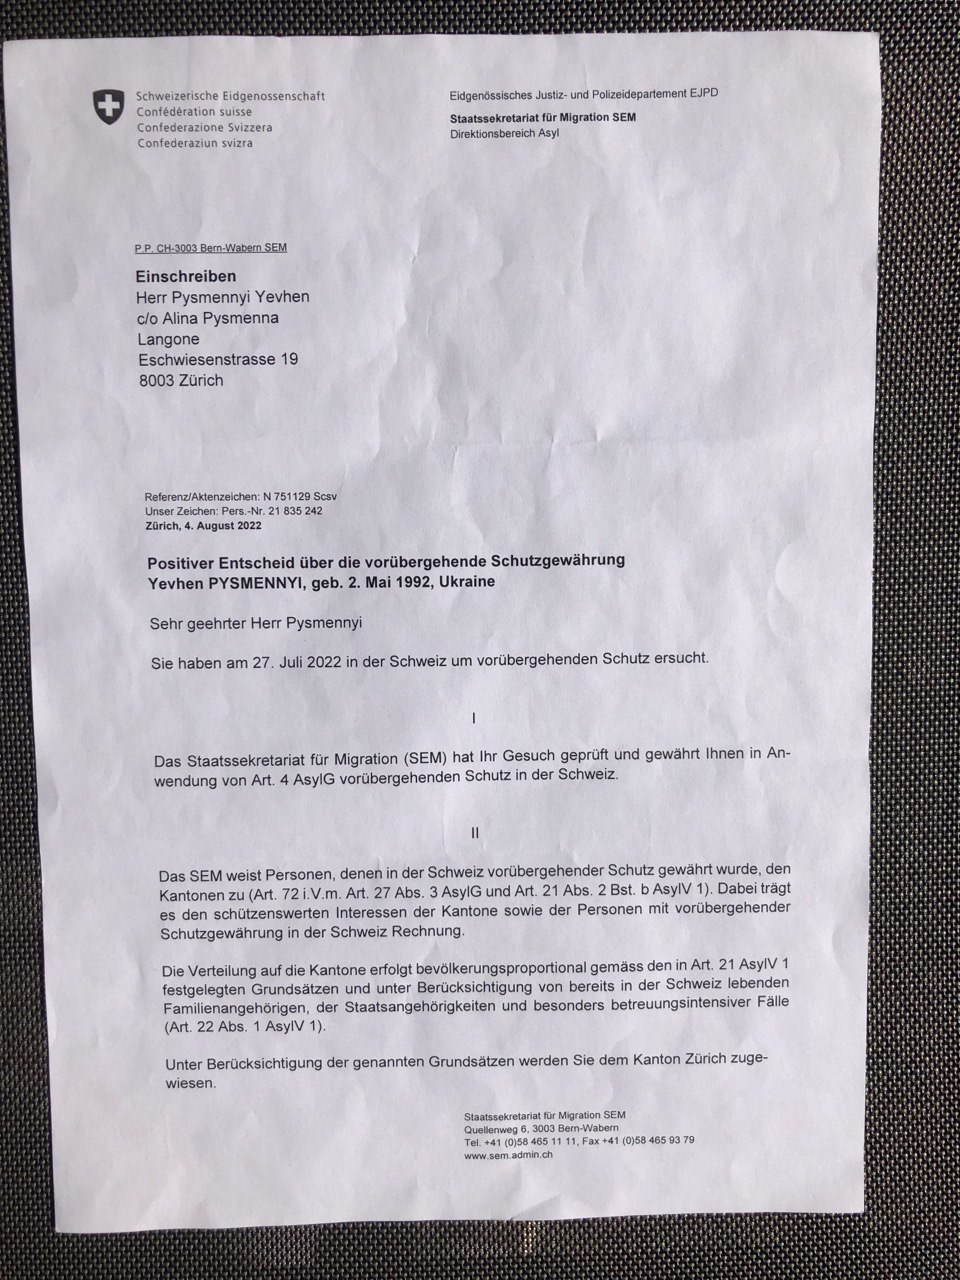 Schweizerische Eidgenossenschaft
Confédération suisse
Confederazione Svizzera
Confederaziun svizra
Eidgenössisches Justiz- und Polizeidepartement EJPD
Staatssekretariat für Migration SEM
Direktionsbereich Asyl
P.P. CH-3003 Bern-Wabern SEM
Einschreiben
Herr Pysmennyi Yevhen
c/o Alina Pysmenna
Langone
Eschwiesenstrasse 19
8003 Zürich
Referenz/Aktenzeichen: N 751129 Scsv
Unser Zeichen: Pers.-Nr. 21 835 242
Zürich, 4. August 2022
Positiver Entscheid über die vorübergehende Schutzgewährung
Yevhen PYSMENNYI, geb. 2. Mai 1992, Ukraine
Sehr geehrter Herr Pysmennyi
Sie haben am 27. Juli 2022 in der Schweiz um vorübergehenden Schutz ersucht.
I
Das Staatssekretariat für Migration (SEM) hat Ihr Gesuch geprüft und gewährt Ihnen in An-
wendung von Art. 4 AsylG vorübergehenden Schutz in der Schweiz.
II
Das SEM weist Personen, denen in der Schweiz vorübergehender Schutz gewährt wurde, den
Kantonen zu (Art. 72 i.V.m. Art. 27 Abs. 3 AsylG und Art. 21 Abs. 2 Bst. b AsylV 1). Dabei trägt
es den schützenswerten Interessen der Kantone sowie der Personen mit vorübergehender
Schutzgewährung in der Schweiz Rechnung.
Die Verteilung auf die Kantone erfolgt bevölkerungsproportional gemäss den in Art. 21 AsylV 1
festgelegten Grundsätzen und unter Berücksichtigung von bereits in der Schweiz lebenden
Familienangehörigen, der Staatsangehörigkeiten und besonders betreuungsintensiver Fälle
(Art. 22 Abs. 1 AsylV 1).
Unter Berücksichtigung der genannten Grundsätzen werden Sie dem Kanton Zürich zuge-
wiesen.
Staatssekretariat für Migration SEM
Quellenweg 6, 3003 Bern-Wabern
Tel. +41 (0)58 465 11 11, Fax +41 (0)58 465 93 79
www.sem.admin.ch